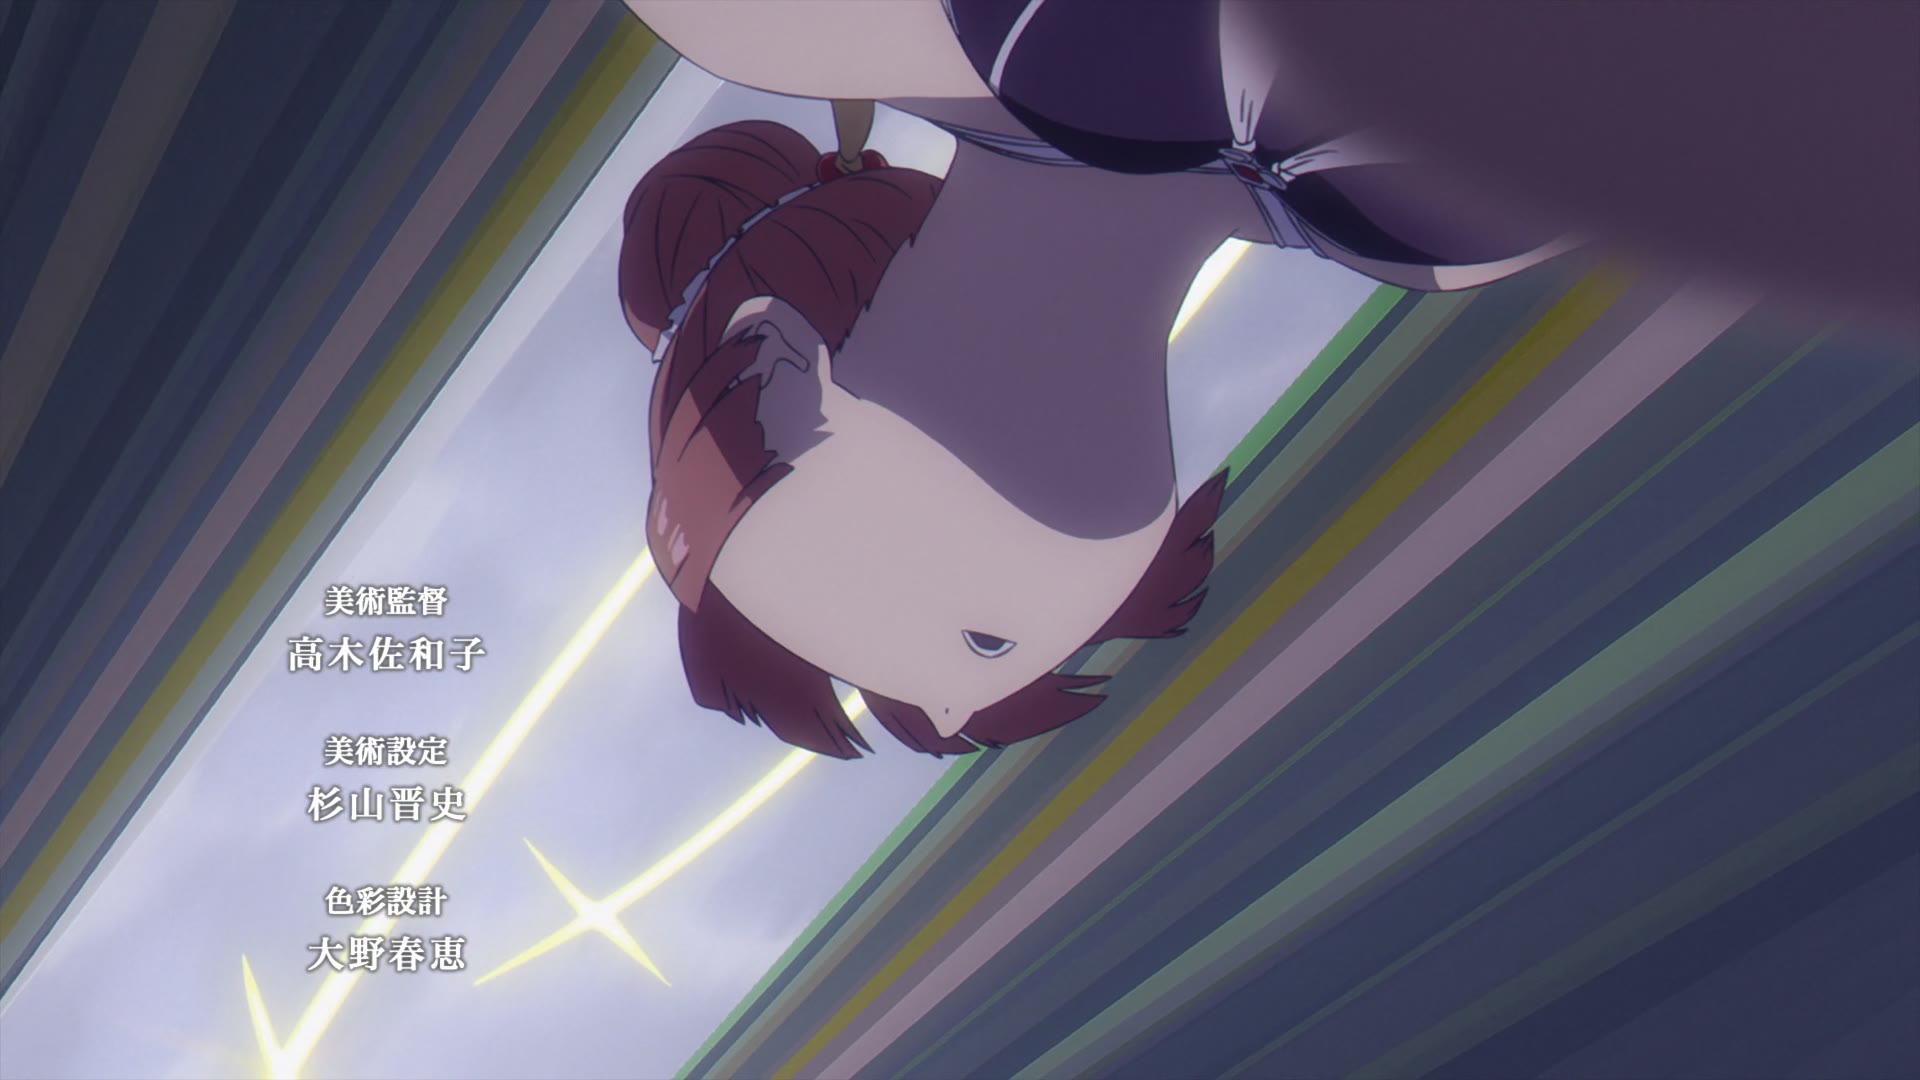 美術監督
高木佐和子
美術設定
杉山晋史
色彩設計
大野春恵